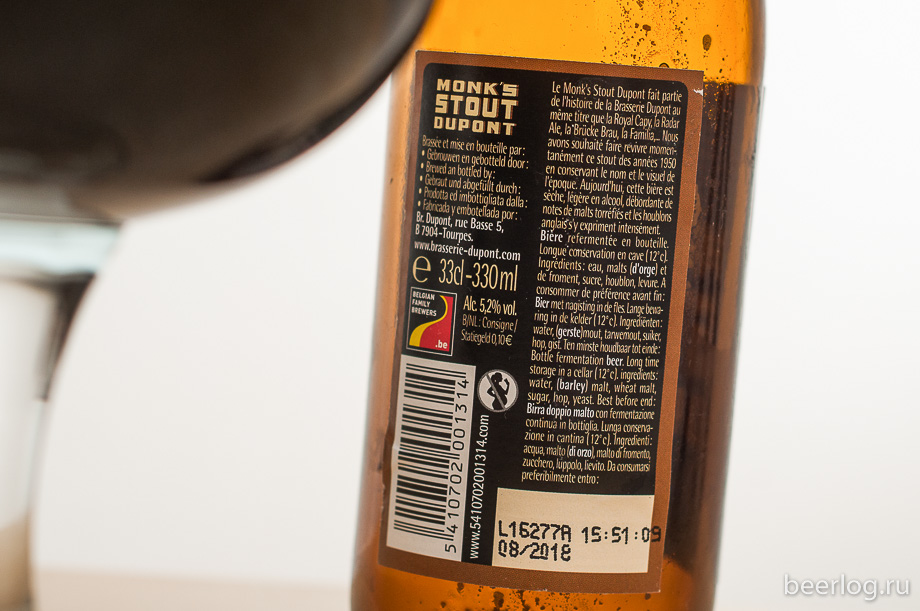 MONK'S
STOUT
DUPONT
Brassée et mise en bouteille par :
• Gebrouwen en gebotteld door :
• Brewed an bottled by :
• Gebraut und abgefüllt durch :
• Prodotta ed imbottigliata dalla :
• Fabricada y embotellada por :
Br. Dupont, rue Basse 5,
B 7904-Tourpes.
www.brasserie-dupont.com
e 33cl-330ml
BELGIAN
FAMILY
BREWERS
.be
Alc. 5,2% vol.
B/NL : Consigne /
Statiegeld 0,10€
5 410702 001314
www.5410702001314.com
Le Monk's Stout Dupont fait partie
de l'histoire de la Brasserie Dupont au
même titre que la Royal Capy, la Radar
Ale, la Brücke Brau, la Familia,... Nous
avons souhaité faire revivre momen-
tanément ce stout des années 1950
en conservant le nom et le visuel de
l'époque. Aujourd'hui, cette bière est
sèche, légère en alcool, débordante de
notes de malts torréfiés et les houblons
anglais s'y expriment intensément.
Bière refermentée en bouteille.
Longue conservation en cave (12°c).
Ingrédients : eau, malts (d'orge) et
de froment, sucre, houblon, levure. A
consommer de préférence avant fin :
Bier met nagisting in de fles. Lange bewa-
ring in de kelder (12°c). Ingrediënten :
water, (gerste)mout, tarwemout, suiker,
hop, gist. Ten minste houdbaar tot einde :
Bottle fermentation beer. Long time
storage in a cellar (12°c). ingredients :
water, (barley) malt, wheat malt,
sugar, hop, yeast. Best before end :
Birra doppio malto con fermentazione
continua in bottiglia. Lunga conserva-
zione in cantina (12°c). Ingredienti :
acqua, malto (di orzo), malto di fromento,
zucchero, luppolo, lievito. Da consumarsi
preferibilmente entro :
L16277A 15:51:09
08/2018
beerlog.ru